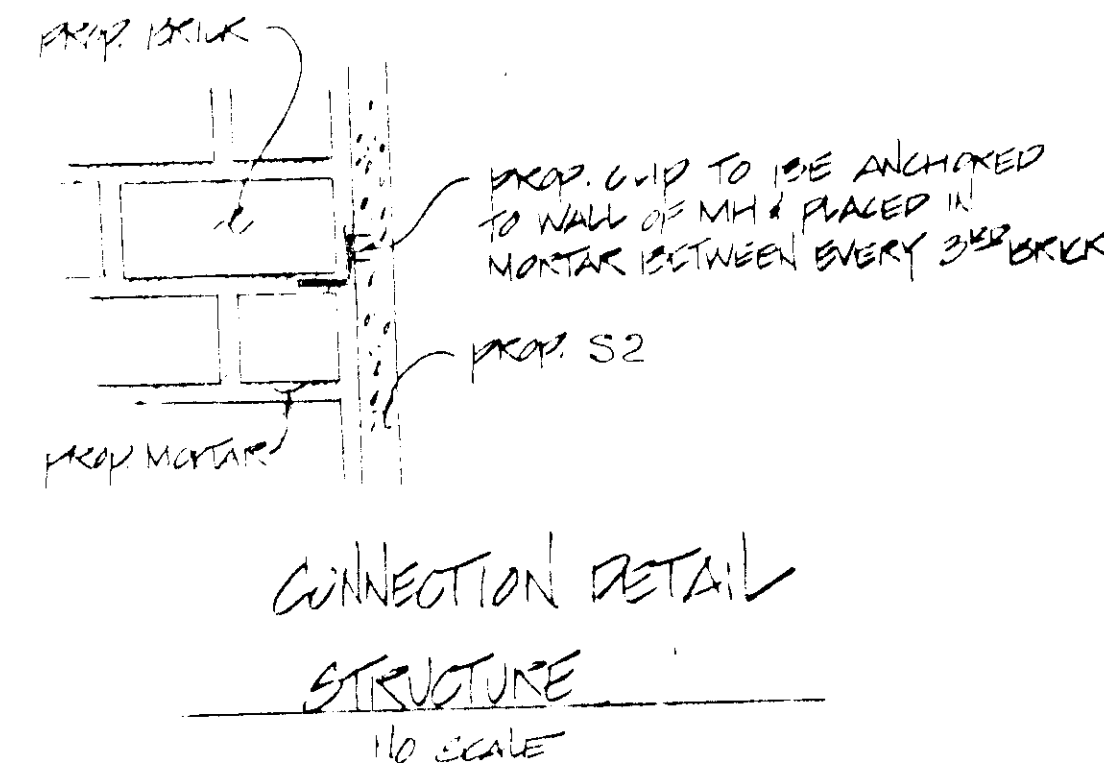 PROP. BRICK
PROP. CLIP TO BE ANCHORED
TO WALL OF MH & PLACED IN
MORTAR BETWEEN EVERY 3RD BRICK
PROP. S2
PROP. MORTAR
CONNECTION DETAIL
STRUCTURE
NO SCALE